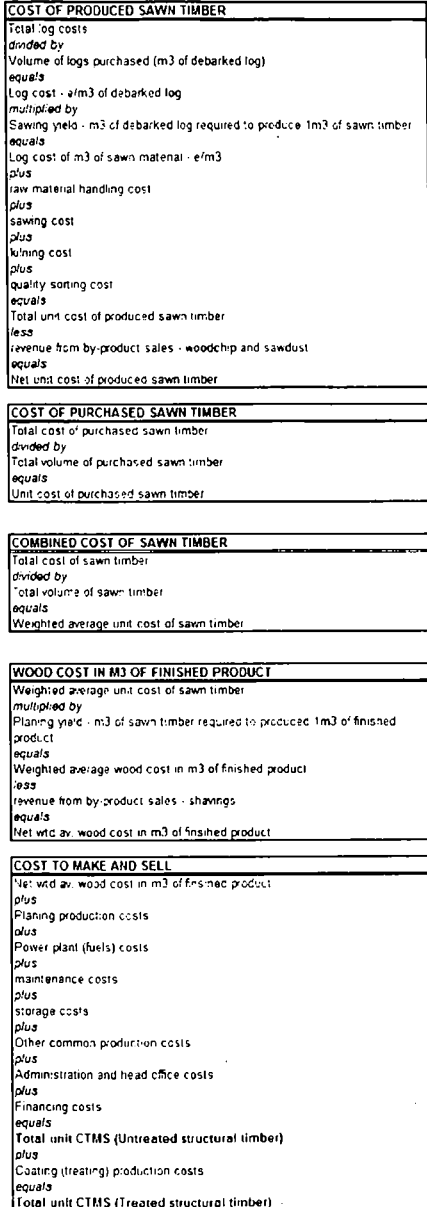 COST OF PRODUCED SAWN TIMBER
Total log costs
divided by
Volume of logs purchased (m3 of debarked log)
equals
Log cost - e/m3 of debarked log
multiplied by
Sawing yield - m3 of debarked log required to produce 1m3 of sawn timber
equals
Log cost of m3 of sawn material - e/m3
plus
raw material handling cost
plus
sawing cost
plus
kilning cost
plus
quality sorting cost
equals
Total unit cost of produced sawn timber
less
revenue from by-product sales - woodchip and sawdust
equals
Net unit cost of produced sawn timber
COST OF PURCHASED SAWN TIMBER
Total cost of purchased sawn timber
divided by
Total volume of purchased sawn timber
equals
Unit cost of purchased sawn timber
COMBINED COST OF SAWN TIMBER
Total cost of sawn timber
divided by
Total volume of sawn timber
equals
Weighted average unit cost of sawn timber
WOOD COST IN M3 OF FINISHED PRODUCT
Weighted average unit cost of sawn timber
multiplied by
Planing yield - m3 of sawn timber required to produced 1m3 of finished
product
equals
Weighted average wood cost in m3 of finished product
less
revenue from by-product sales - shavings
equals
Net wtd av. wood cost in m3 of finsihed product
COST TO MAKE AND SELL
Net wtd av. wood cost in m3 of finsihed product
plus
Planing production costs
plus
Power plant (fuels) costs
plus
maintenance costs
plus
storage costs
plus
Other common production costs
plus
Administration and head office costs
plus
Financing costs
equals
Total unit CTMS (Untreated structural timber)
plus
Coating (treating) production costs
equals
Total unit CTMS (Treated structural timber)